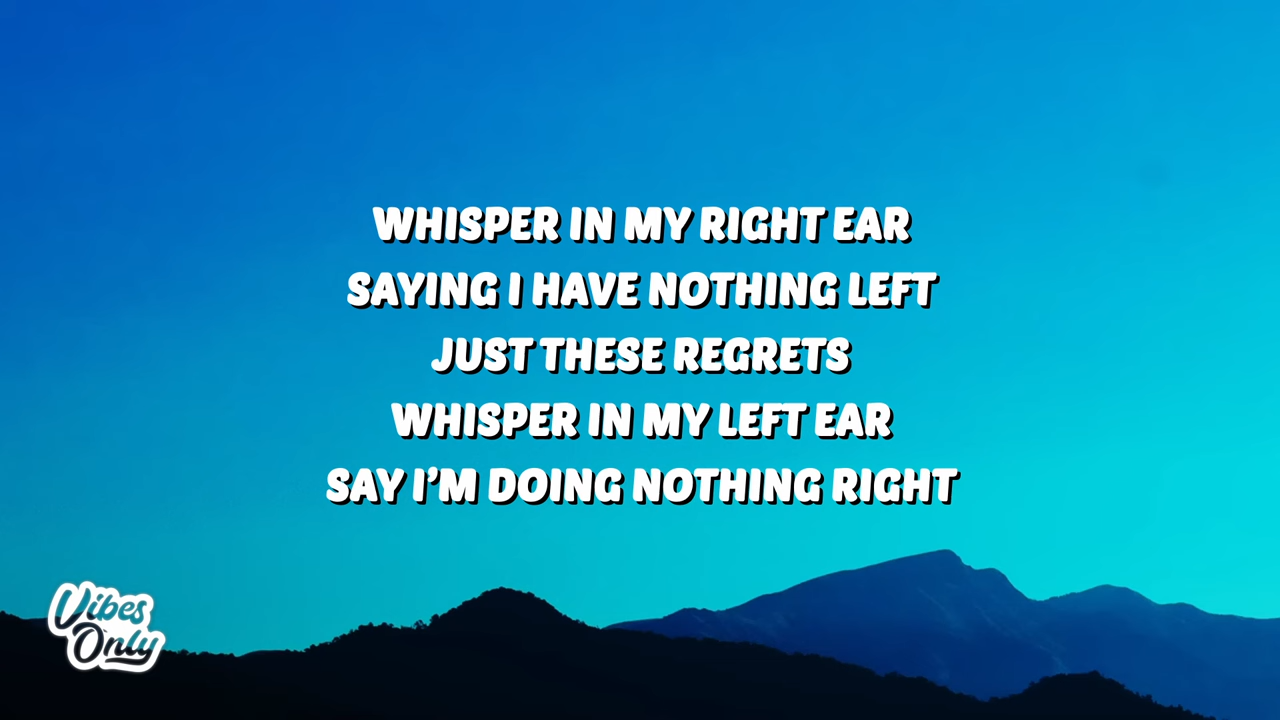 WHISPER IN MY RIGHT EAR
SAYING I HAVE NOTHING LEFT
JUST THESE REGRETS
WHISPER IN MY LEFT EAR
SAY I'M DOING NOTHING RIGHT
Vibes
Only